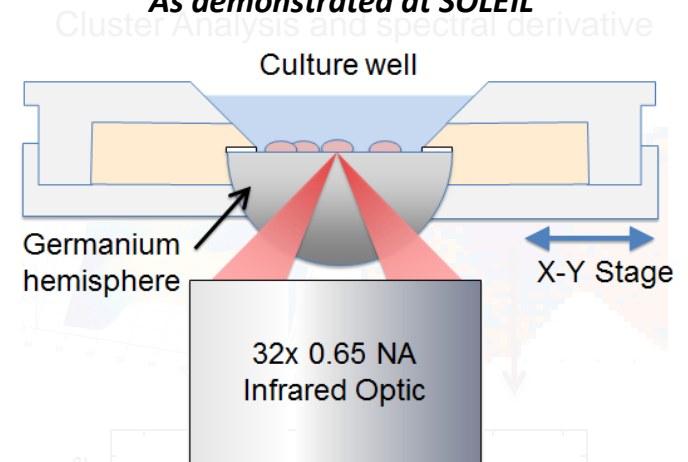 As demonstrated at SOLEIL
Cluster Analysis and spectral derivative
Culture well
Germanium
hemisphere
X-Y Stage
32x 0.65 NA
Infrared Optic